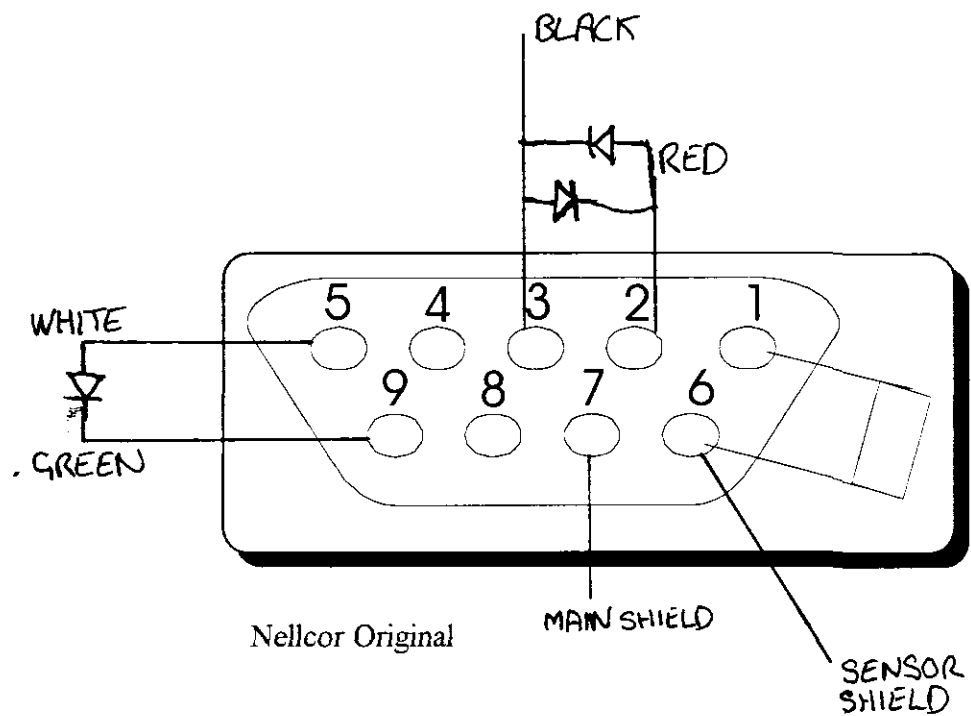 BLACK
RED
5 4 3 2 1
WHITE
9 8 7 6
. GREEN
Nellcor Original
MAIN SHIELD
SENSOR
SHIELD